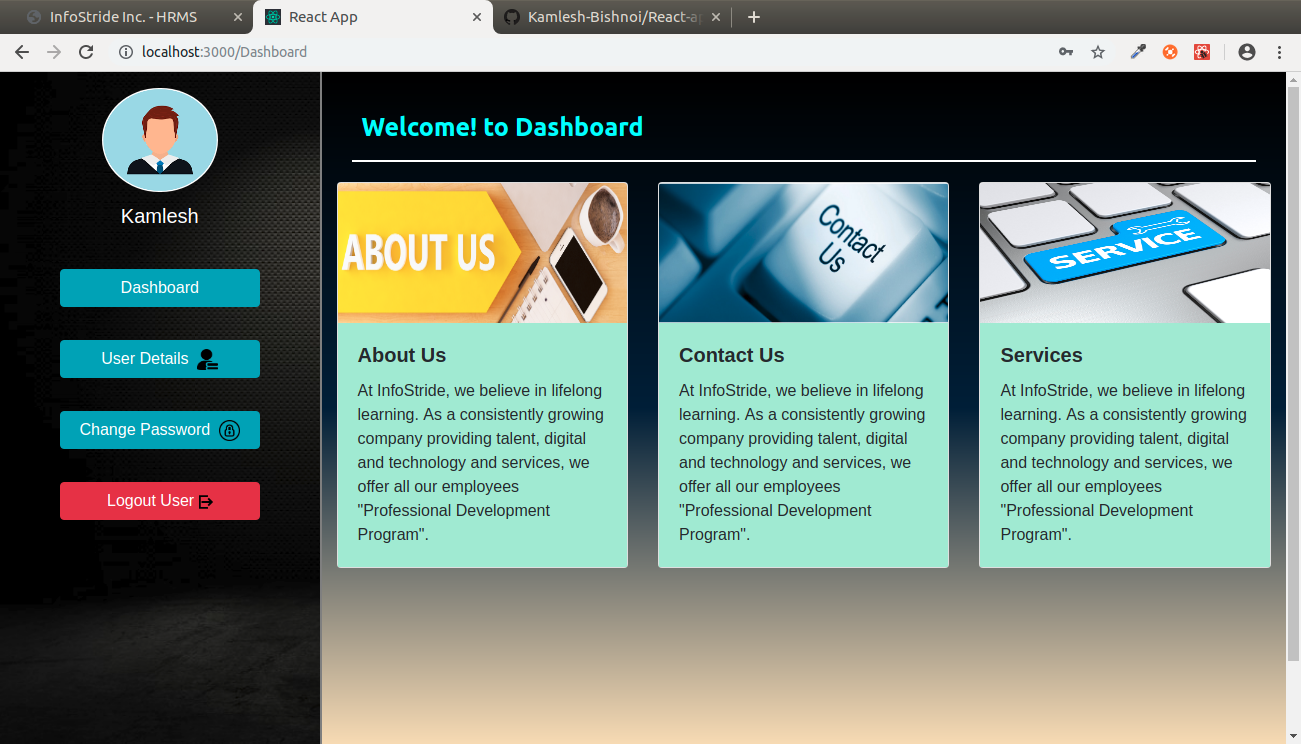 InfoStride Inc. - HRMS
React App
Kamlesh-Bishnoi/React-ap
localhost:3000/Dashboard
Kamlesh
Dashboard
User Details
Change Password
Logout User
Welcome! to Dashboard
ABOUT US
Contact
Us
SERVICE
About Us
At InfoStride, we believe in lifelong
learning. As a consistently growing
company providing talent, digital
and technology and services, we
offer all our employees
"Professional Development
Program".
Contact Us
At InfoStride, we believe in lifelong
learning. As a consistently growing
company providing talent, digital
and technology and services, we
offer all our employees
"Professional Development
Program".
Services
At InfoStride, we believe in lifelong
learning. As a consistently growing
company providing talent, digital
and technology and services, we
offer all our employees
"Professional Development
Program".